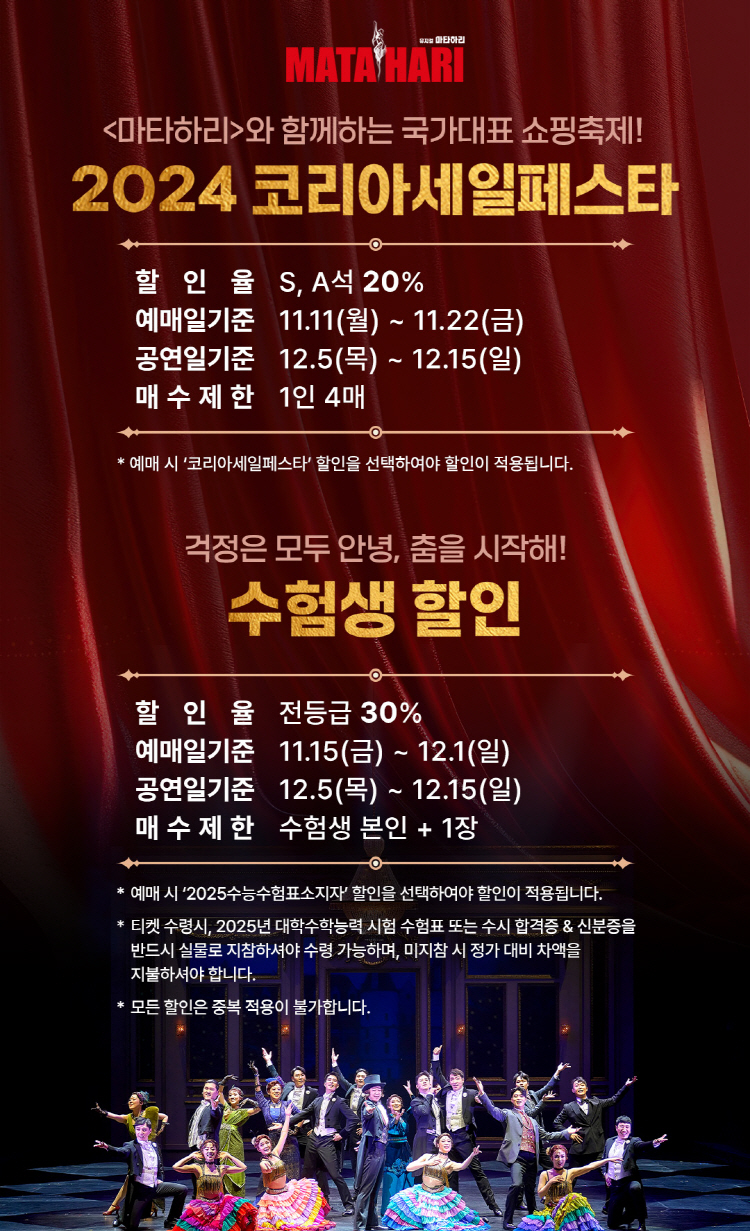 뮤지컬 마타하리
MATA HARI
<마타하리>와 함께하는 국가대표 쇼핑축제!
2024 코리아세일페스타
할 인 율 S, A석 20%
예매일기준 11.11(월) ~ 11.22(금)
공연일기준 12.5(목) ~ 12.15(일)
매 수 제 한 1인 4매
* 예매 시 ‘코리아세일페스타’ 할인을 선택하여야 할인이 적용됩니다.
걱정은 모두 안녕, 춤을 시작해!
수험생 할인
할 인 율 전등급 30%
예매일기준 11.15(금) ~ 12.1(일)
공연일기준 12.5(목) ~ 12.15(일)
매 수 제 한 수험생 본인 + 1장
* 예매 시 ‘2025수능수험표소지자’ 할인을 선택하여야 할인이 적용됩니다.
* 티켓 수령시, 2025년 대학수학능력 시험 수험표 또는 수시 합격증 & 신분증을
반드시 실물로 지참하셔야 수령 가능하며, 미지참 시 정가 대비 차액을
지불하셔야 합니다.
* 모든 할인은 중복 적용이 불가합니다.